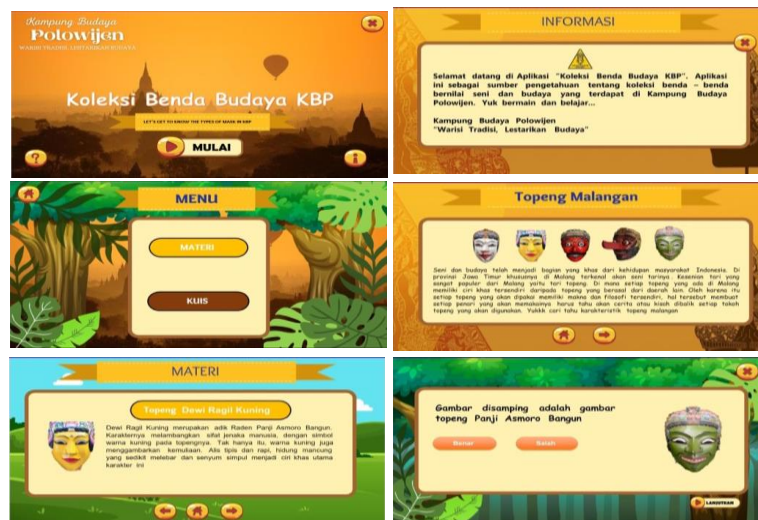 Kampung Budaya
Polowijen
WARISI TRADISI, LESTARIKAN BUDAYA
Koleksi Benda Budaya KBP
LET'S GET TO KNOW THE TYPES OF MASK IN KBP
MULAI
?
i
INFORMASI
Selamat datang di Aplikasi "Koleksi Benda Budaya KBP". Aplikasi
ini sebagai sumber pengetahuan tentang koleksi benda – benda
bernilai seni dan budaya yang terdapat di Kampung Budaya
Polowijen. Yuk bermain dan belajar...
Kampung Budaya Polowijen
"Warisi Tradisi, Lestarikan Budaya"
MENU
MATERI
KUIS
Topeng Malangan
Seni dan budaya telah menjadi bagian yang khas dari kehidupan masyarakat Indonesia. Di
provinsi Jawa Timur khususnya di Malang terkenal akan seni tarinya. Kesenian tari yang
sangat populer dari Malang yaitu tari topeng. Di mana setiap topeng yang ada di Malang
memiliki ciri khas tersendiri daripada topeng yang berasal dari daerah lain. Oleh karena itu
setiap topeng yang akan dipakai memiliki makna dan filosofi tersendiri, hal tersebut membuat
setiap penari yang akan memakainya harus tahu akan cerita atau kisah dibalik setiap tokoh
topeng yang akan digunakan. Yukkk cari tahu karakteristik topeng malangan
MATERI
Topeng Dewi Ragil Kuning
Dewi Ragil Kuning merupakan adik Raden Panji Asmoro Bangun.
Karakternya melambangkan sifat jenaka manusia, dengan simbol
warna kuning pada topengnya. Tak hanya itu, warna kuning juga
menggambarkan kemuliaan. Alis tipis dan rapi, hidung mancung
yang sedikit melebar dan senyum simpul menjadi ciri khas utama
karakter ini
Gambar disamping adalah gambar
topeng Panji Asmoro Bangun
Benar
Salah
LANJUTKAN